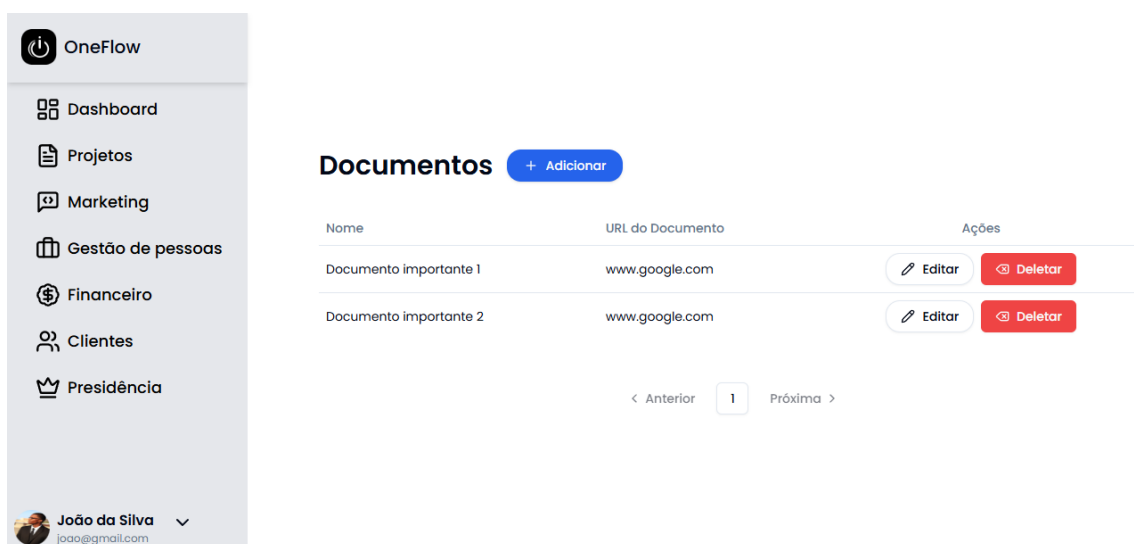 OneFlow
Dashboard
Projetos
Marketing
Gestão de pessoas
Financeiro
Clientes
Presidência
João da Silva
joao@gmail.com
Documentos
+ Adicionar
Nome URL do Documento Ações
Documento importante 1 www.google.com Editar Deletar
Documento importante 2 www.google.com Editar Deletar
< Anterior 1 Próxima >